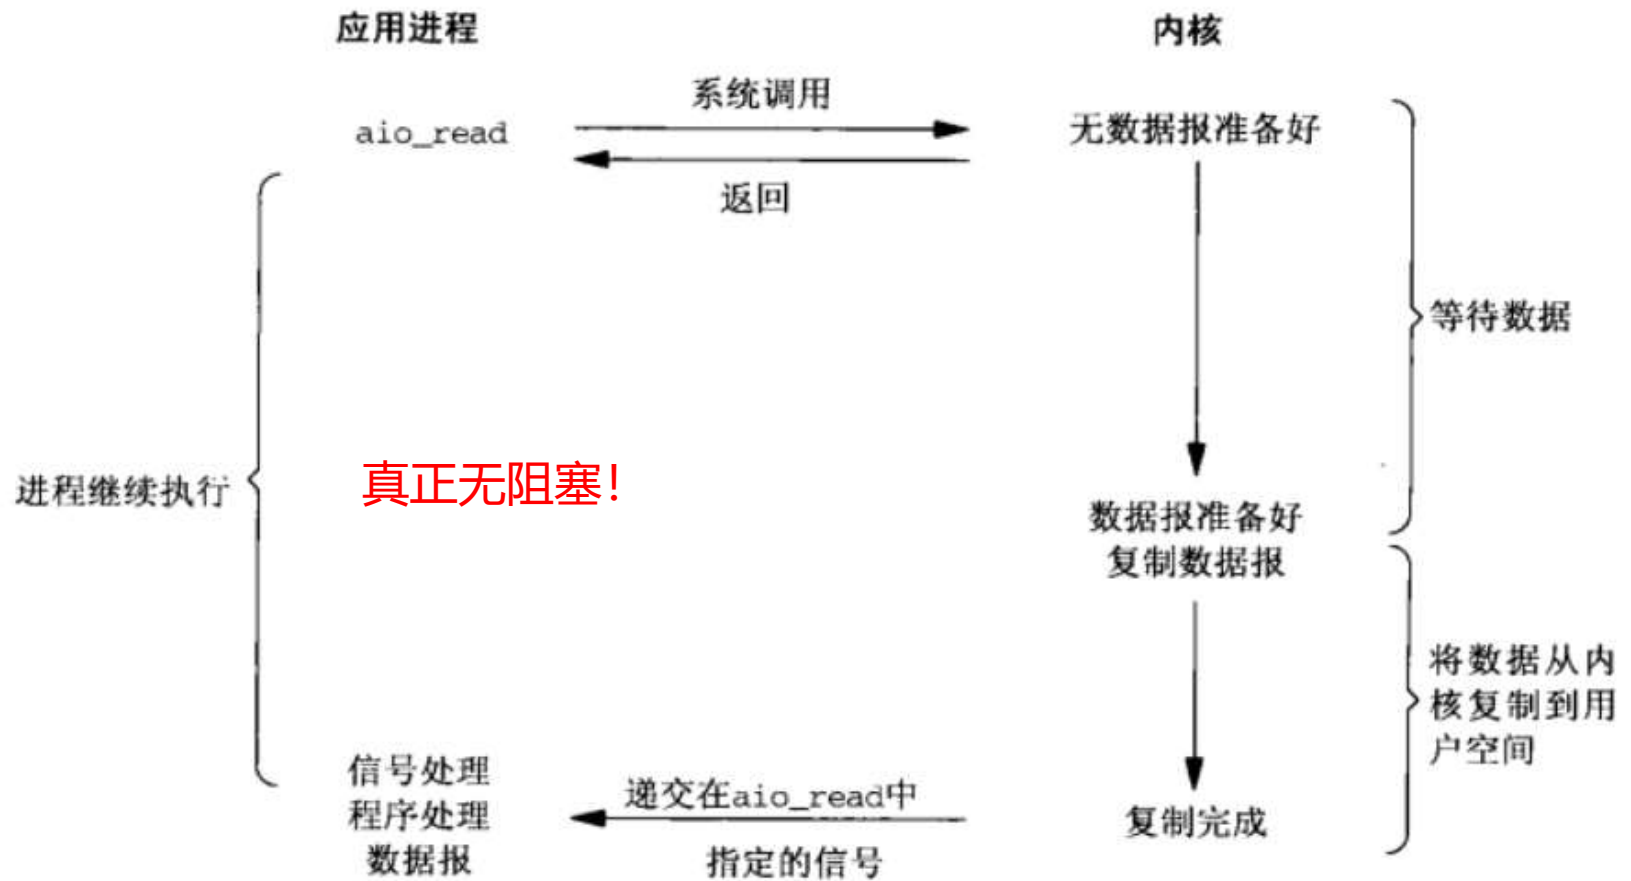 应用进程
内核
系统调用
aio_read
无数据报准备好
返回
等待数据
进程继续执行
真正无阻塞！
数据报准备好
复制数据报
将数据从内
核复制到用
户空间
信号处理
程序处理
数据报
递交在aio_read中
指定的信号
复制完成